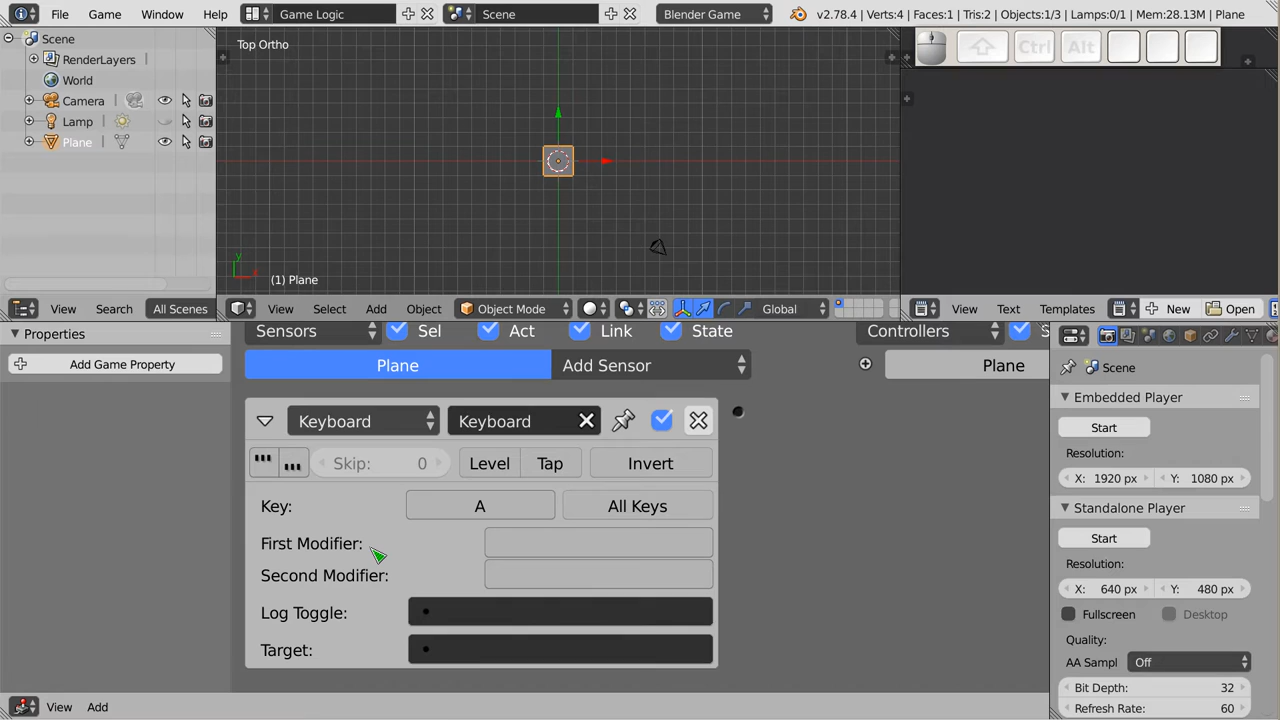 File Game Window Help Game Logic Scene Blender Game v2.78.4 | Verts:4 | Faces:1 | Tris:2 | Objects:1/3 | Lamps:0/1 | Mem:28.13M | Plane
Scene
RenderLayers
World
Camera
Lamp
Plane
y
x
View Search All Scenes
Top Ortho
(1) Plane
View Select Add Object Object Mode Global
Ctrl Alt
View Text Templates New Open
Properties
Add Game Property
Sensors Sel Act Link State Controllers S
Plane Add Sensor Plane
Keyboard Keyboard
Skip: 0 Level Tap Invert
Key: A All Keys
First Modifier:
Second Modifier:
Log Toggle:
Target:
View Add
Scene
Embedded Player
Start
Resolution:
X: 1920 px Y: 1080 px
Standalone Player
Start
Resolution:
X: 640 px Y: 480 px
Fullscreen Desktop
Quality:
AA Sampl Off
Bit Depth: 32
Refresh Rate: 60